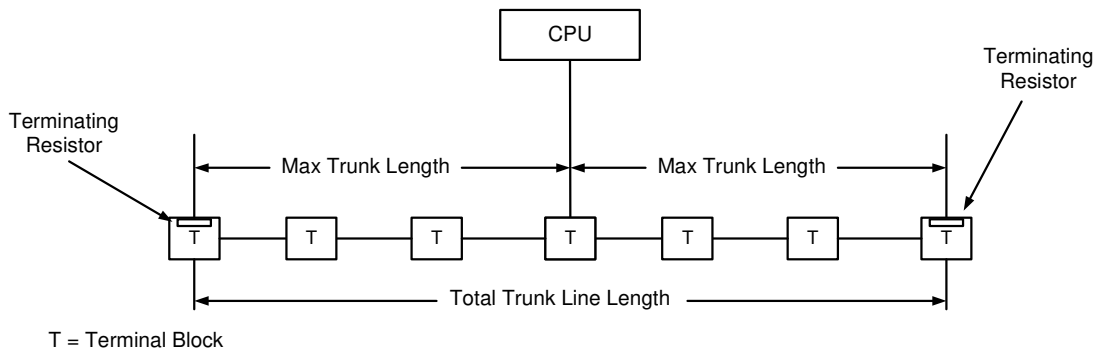 CPU
Terminating
Resistor
Terminating
Resistor
Max Trunk Length
Max Trunk Length
T
T
T
T
T
T
T
Total Trunk Line Length
T = Terminal Block